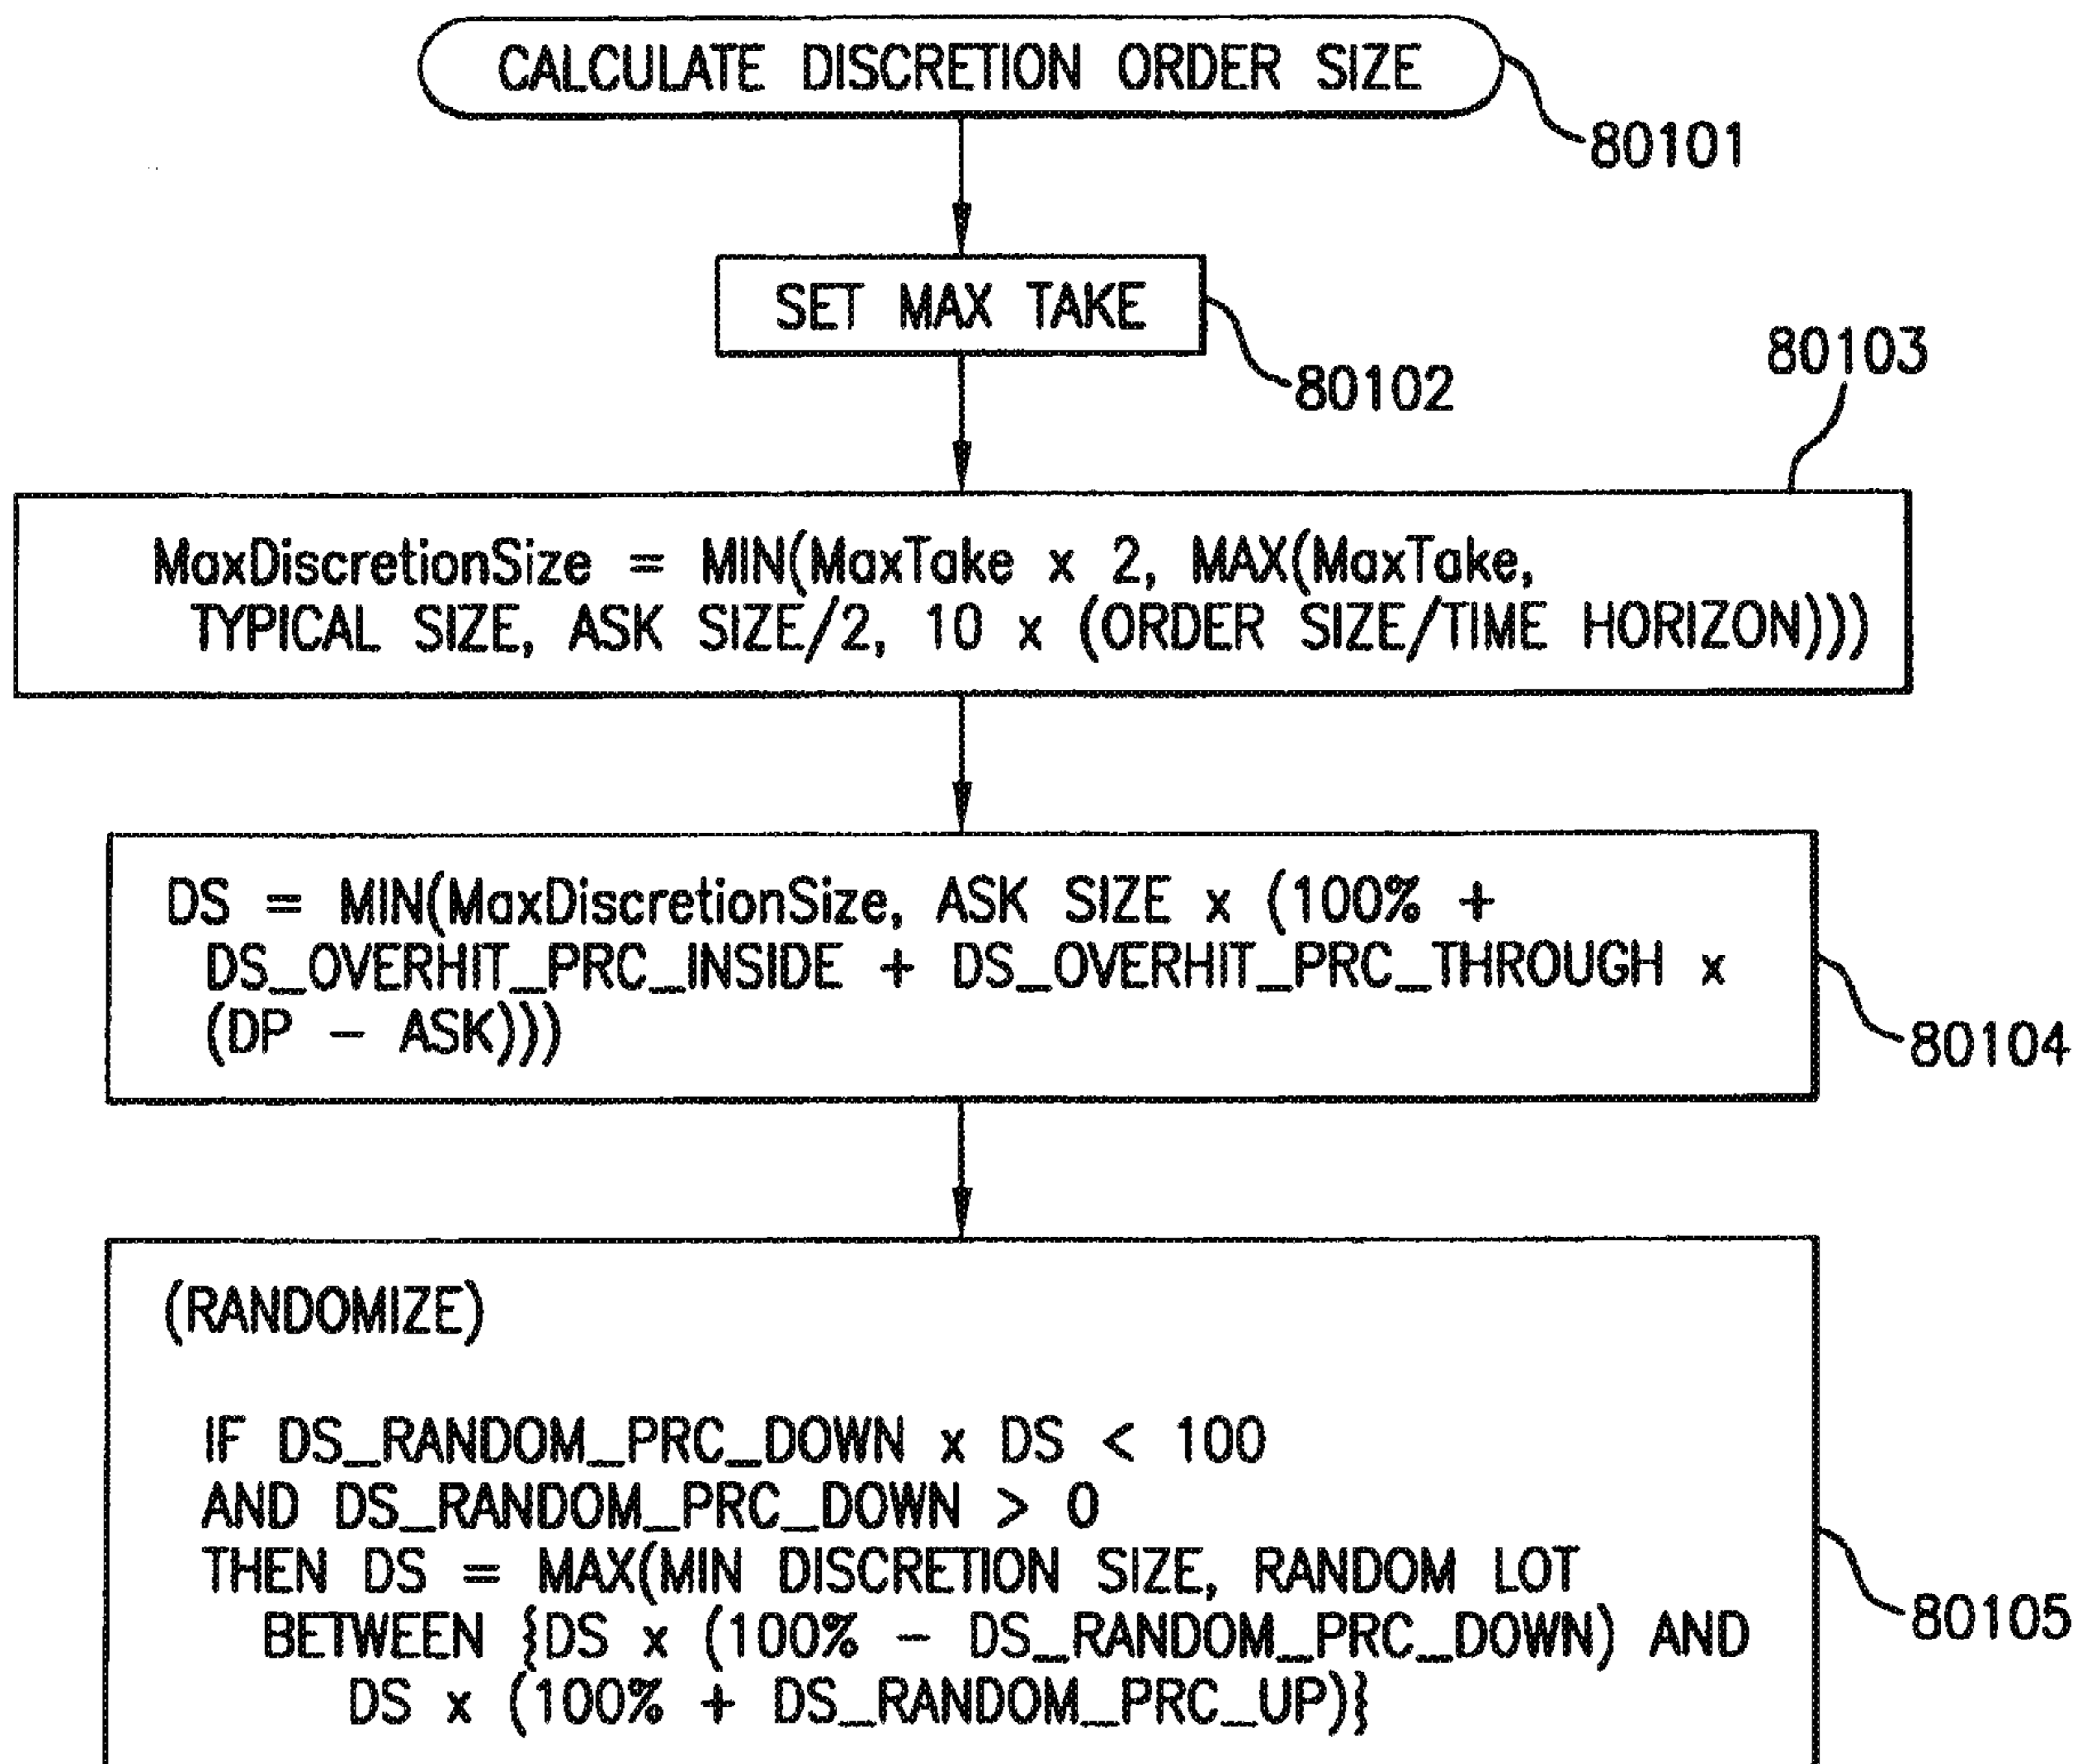 CALCULATE DISCRETION ORDER SIZE
80101
SET MAX TAKE
80102
80103
MaxDiscretionSize = MIN(MaxTake x 2, MAX(MaxTake,
TYPICAL SIZE, ASK SIZE/2, 10 x (ORDER SIZE/TIME HORIZON)))
DS = MIN(MaxDiscretionSize, ASK SIZE x (100% +
DS_OVERHIT_PRC_INSIDE + DS_OVERHIT_PRC_THROUGH x
(DP - ASK)))
80104
(RANDOMIZE)
IF DS_RANDOM_PRC_DOWN x DS < 100
AND DS_RANDOM_PRC_DOWN > 0
THEN DS = MAX(MIN DISCRETION SIZE, RANDOM LOT
BETWEEN {DS x (100% - DS_RANDOM_PRC_DOWN) AND
DS x (100% + DS_RANDOM_PRC_UP)}
80105